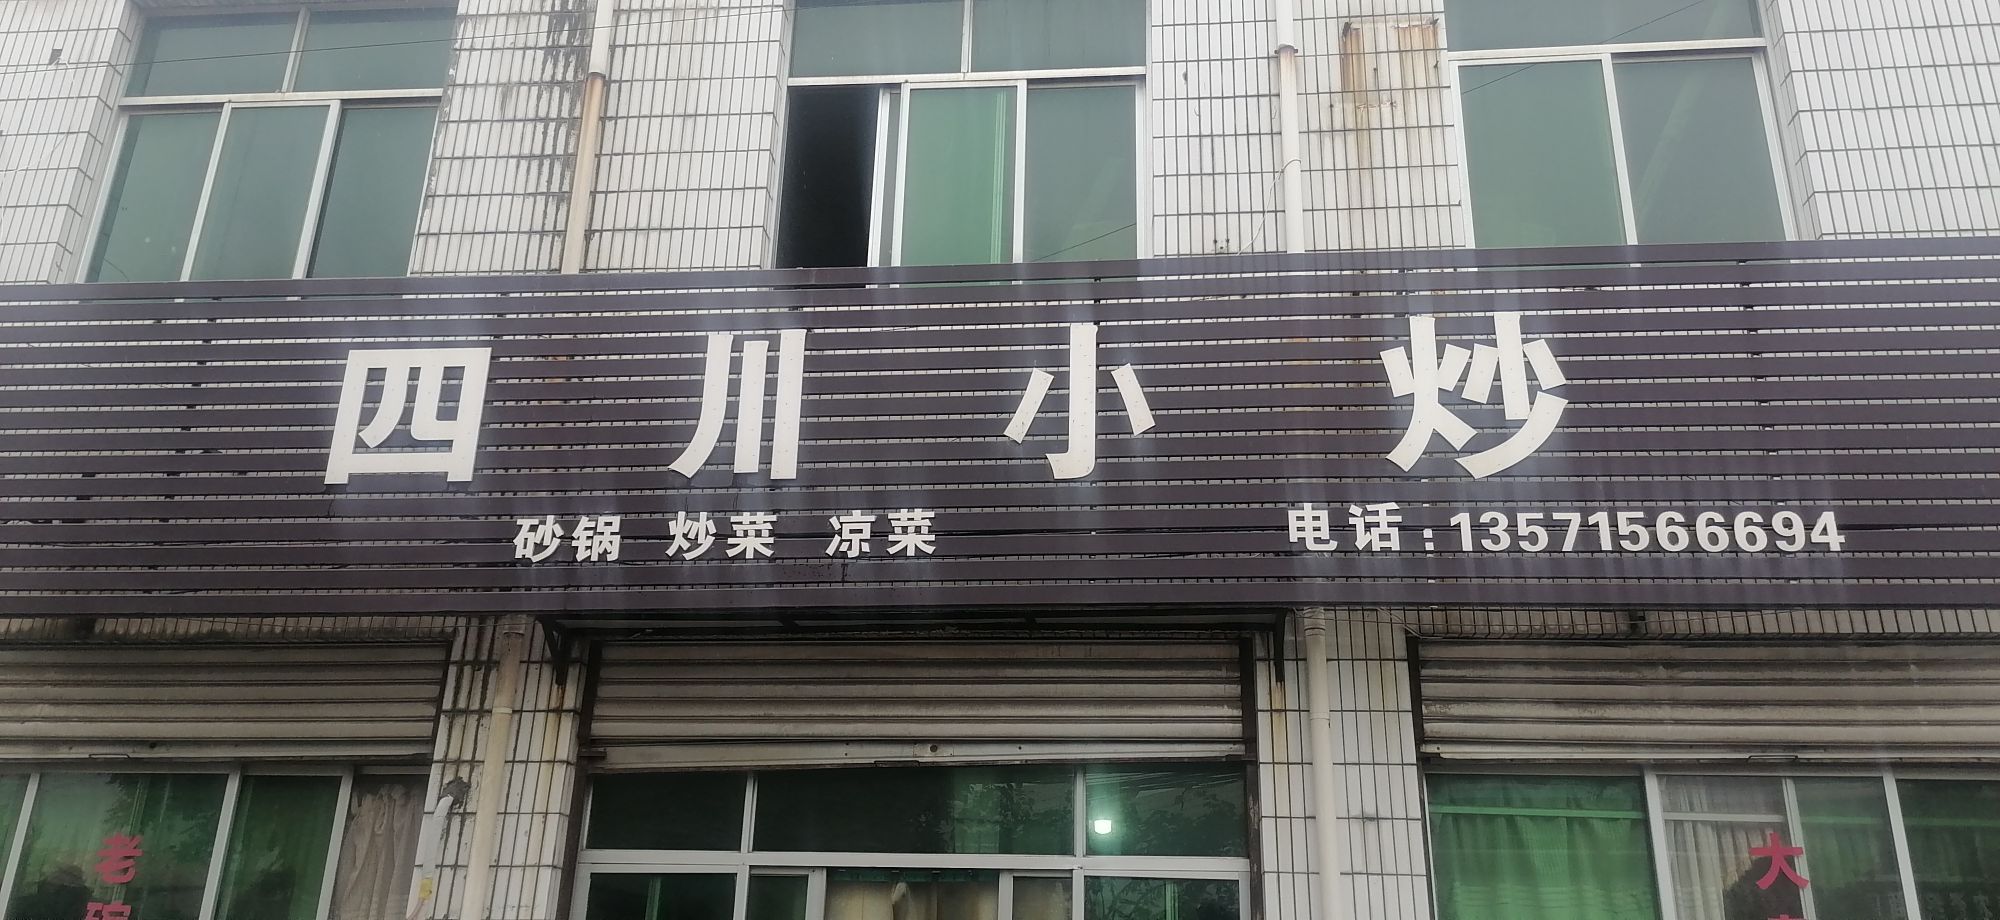 四川小炒
砂锅 炒菜 凉菜
电话:13571566694
老
大